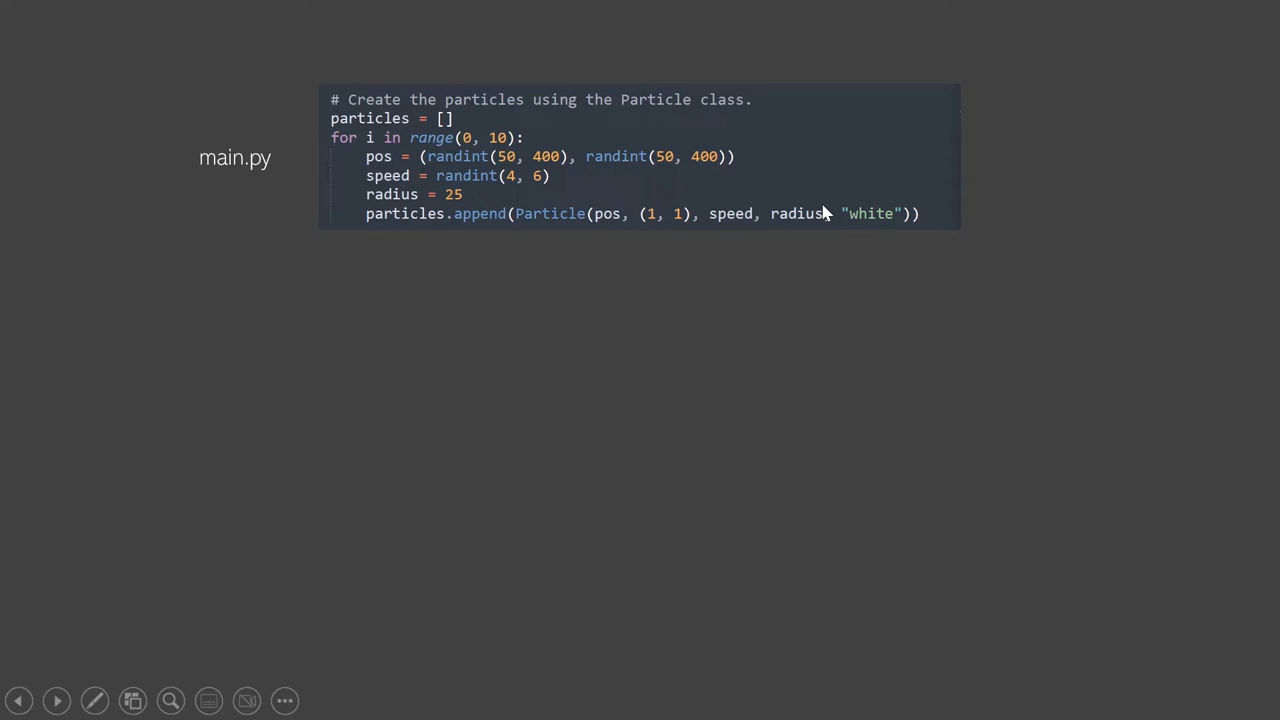 main.py
# Create the particles using the Particle class.
particles = []
for i in range(0, 10):
    pos = (randint(50, 400), randint(50, 400))
    speed = randint(4, 6)
    radius = 25
    particles.append(Particle(pos, (1, 1), speed, radius, "white"))